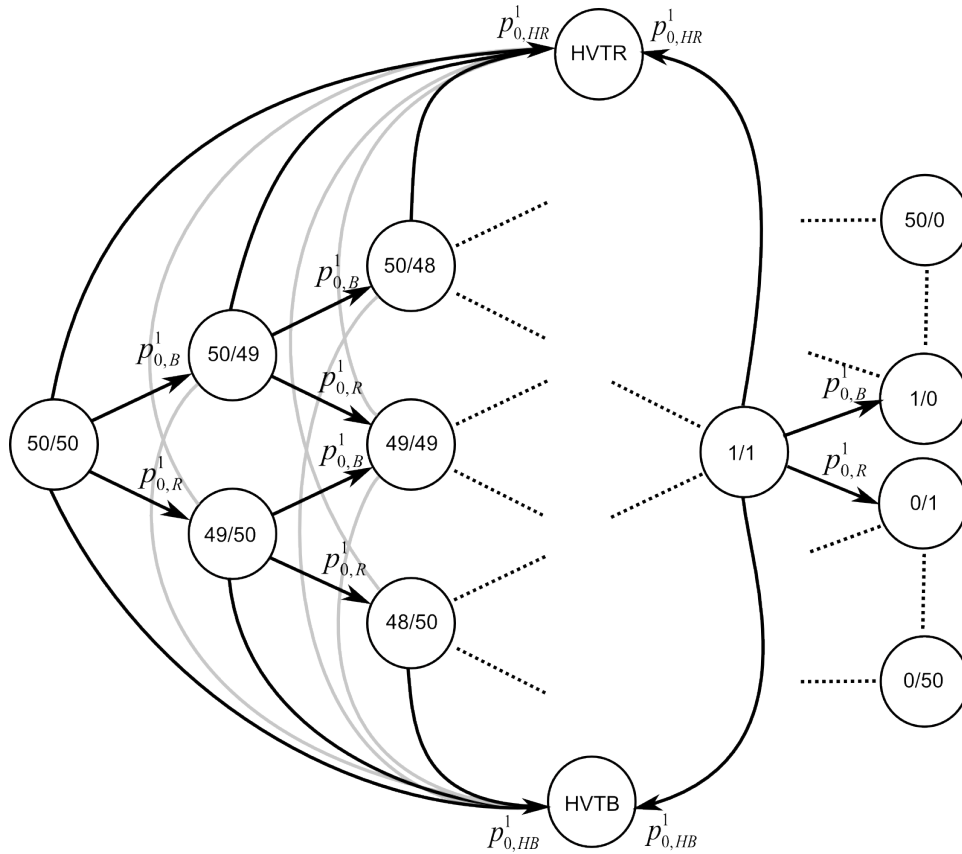 p^1_{0,HR}
HVTR
p^1_{0,HR}
50/0
50/48
p^1_{0,B}
50/49
p^1_{0,B}
p^1_{0,R}
p^1_{0,B}
1/0
50/50
49/49
p^1_{0,B}
1/1
p^1_{0,R}
p^1_{0,R}
0/1
49/50
p^1_{0,R}
48/50
0/50
HVTB
p^1_{0,HB}
p^1_{0,HB}